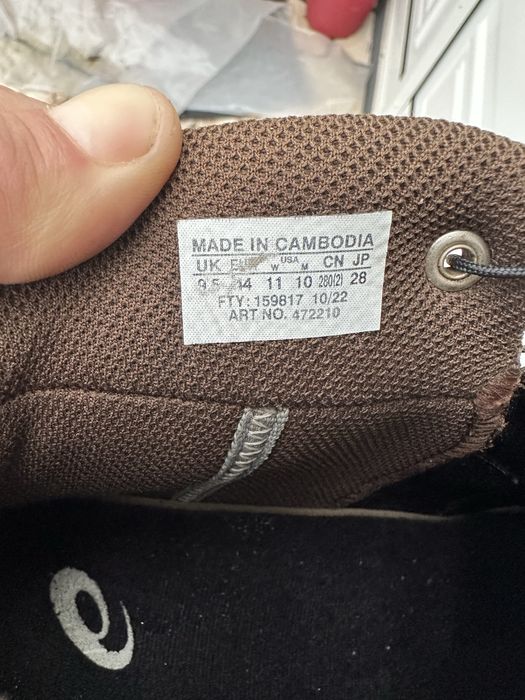 MADE IN CAMBODIA
UK EUR USA W M CN JP
9.5 44 11 10 280(2) 28
FTY: 159817 10/22
ART NO. 472210